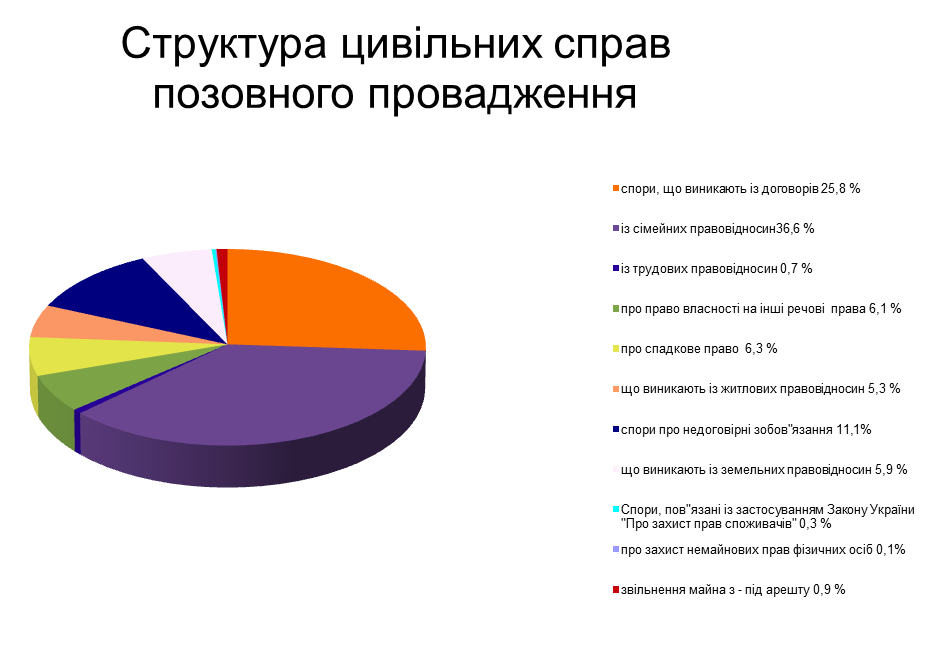 Структура цивільних справ
позовного провадження
спори, що виникають із договорів 25,8 %
із сімейних правовідносин36,6 %
із трудових правовідносин 0,7 %
про право власності на інші речові  права 6,1 %
про спадкове право  6,3 %
що виникають із житлових правовідносин 5,3 %
спори про недоговірні зобов"язання 11,1%
що виникають із земельних правовідносин 5,9 %
Спори, пов"язані із застосуванням Закону України
"Про захист прав споживачів" 0,3 %
про захист немайнових прав фізичних осіб 0,1%
звільнення майна з - під арешту 0,9 %